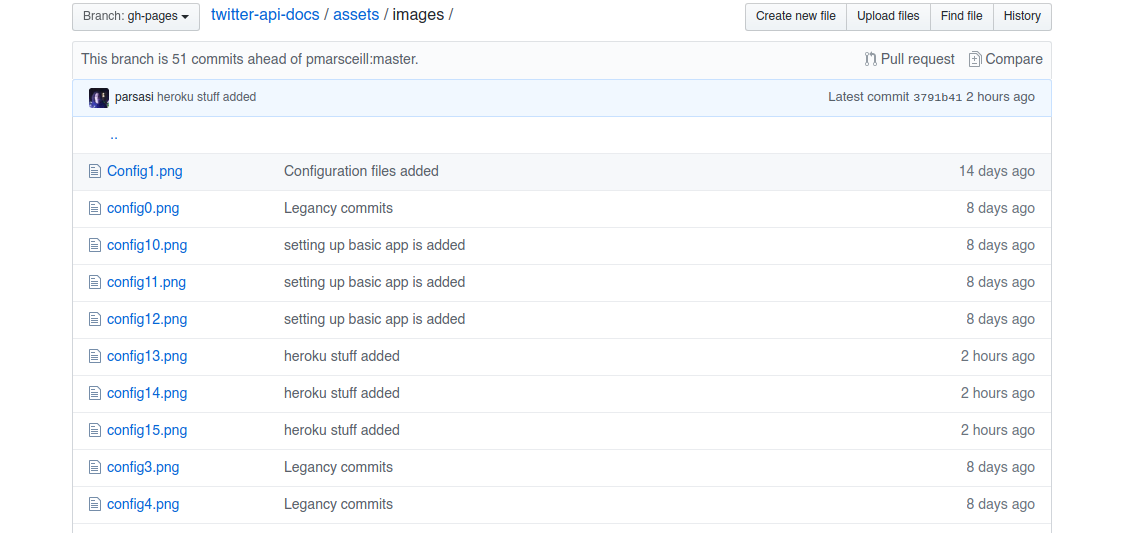 Branch: gh-pages twitter-api-docs / assets / images / Create new file Upload files Find file History
This branch is 51 commits ahead of pmarsceill:master. Pull request Compare
parsasi heroku stuff added Latest commit 3791b41 2 hours ago
..
Config1.png Configuration files added 14 days ago
config0.png Legancy commits 8 days ago
config10.png setting up basic app is added 8 days ago
config11.png setting up basic app is added 8 days ago
config12.png setting up basic app is added 8 days ago
config13.png heroku stuff added 2 hours ago
config14.png heroku stuff added 2 hours ago
config15.png heroku stuff added 2 hours ago
config3.png Legancy commits 8 days ago
config4.png Legancy commits 8 days ago